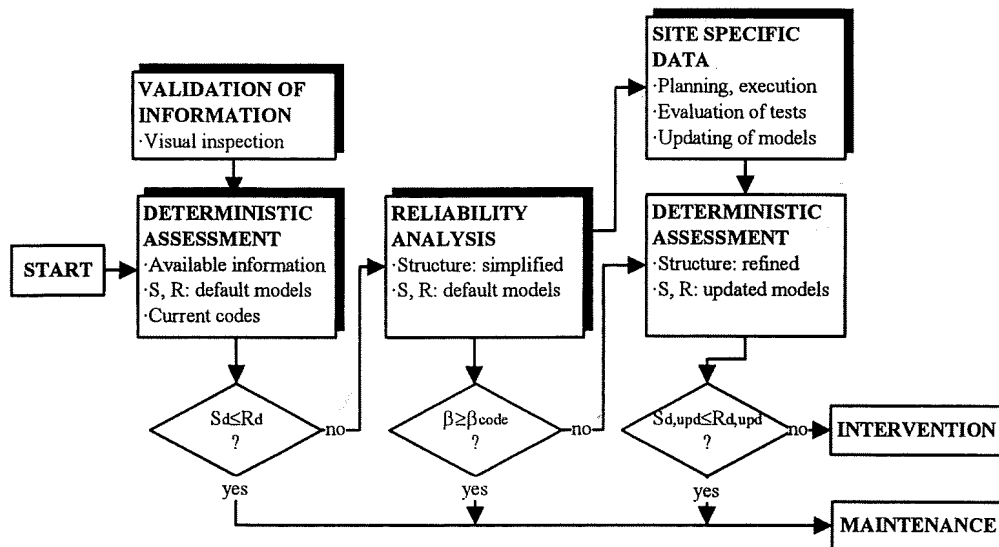 SITE SPECIFIC
DATA
·Planning, execution
·Evaluation of tests
·Updating of models
VALIDATION OF
INFORMATION
·Visual inspection
START
DETERMINISTIC
ASSESSMENT
·Available information
·S, R: default models
·Current codes
RELIABILITY
ANALYSIS
·Structure: simplified
·S, R: default models
DETERMINISTIC
ASSESSMENT
·Structure: refined
·S, R: updated models
Sd≤Rd
?
no
yes
β≥βcode
?
no
yes
Sd,upd≤Rd,upd
?
no
yes
INTERVENTION
MAINTENANCE